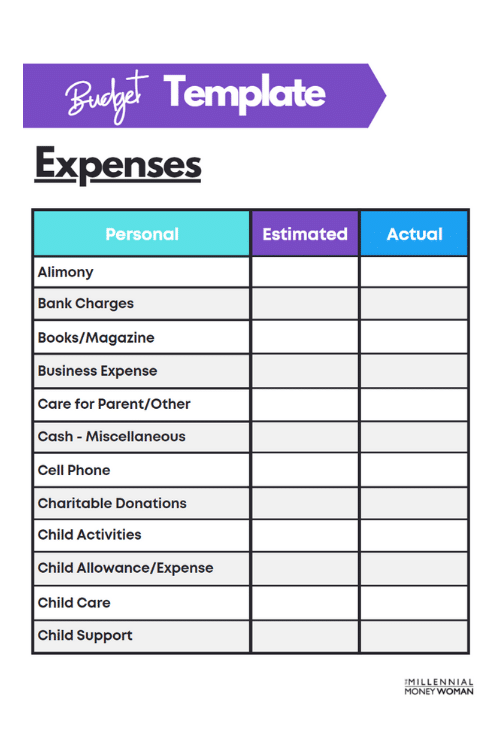 Budget Template
Expenses
Personal Estimated Actual
Alimony
Bank Charges
Books/Magazine
Business Expense
Care for Parent/Other
Cash - Miscellaneous
Cell Phone
Charitable Donations
Child Activities
Child Allowance/Expense
Child Care
Child Support
THE MILLENNIAL
MONEY WOMAN